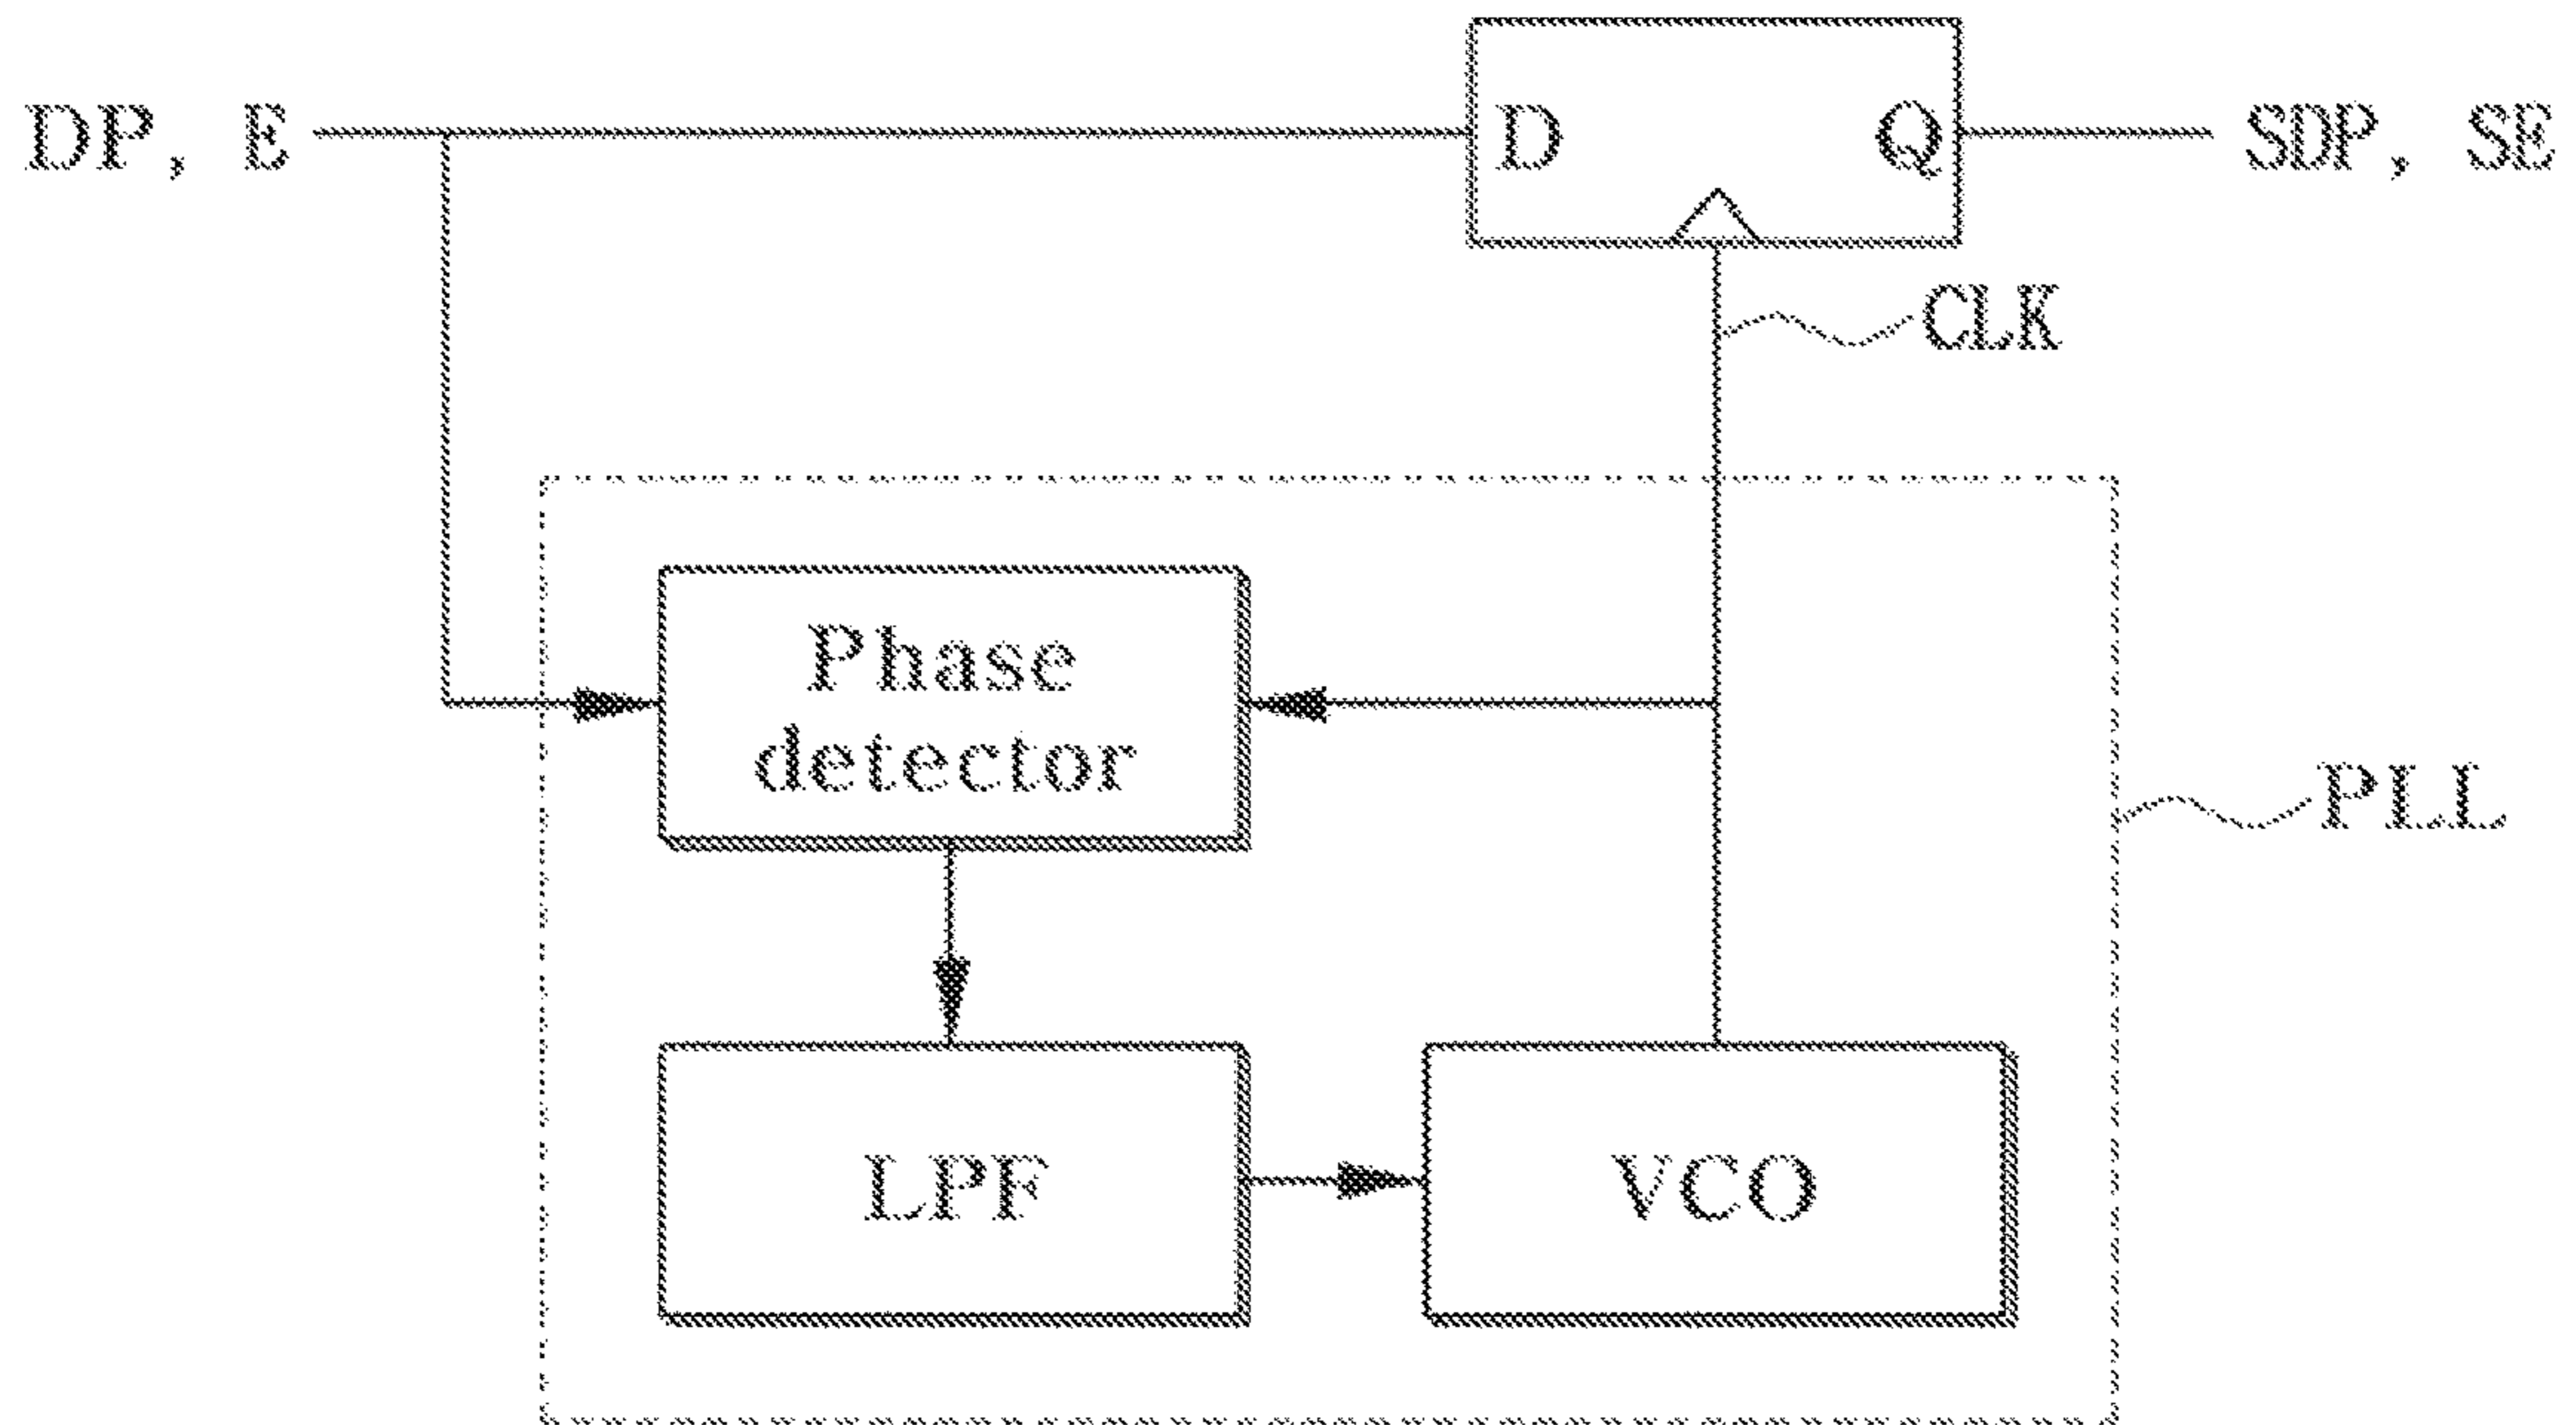 DP, E
D
Q
SDP, SE
CLK
Phase
detector
PLL
LPF
VCO